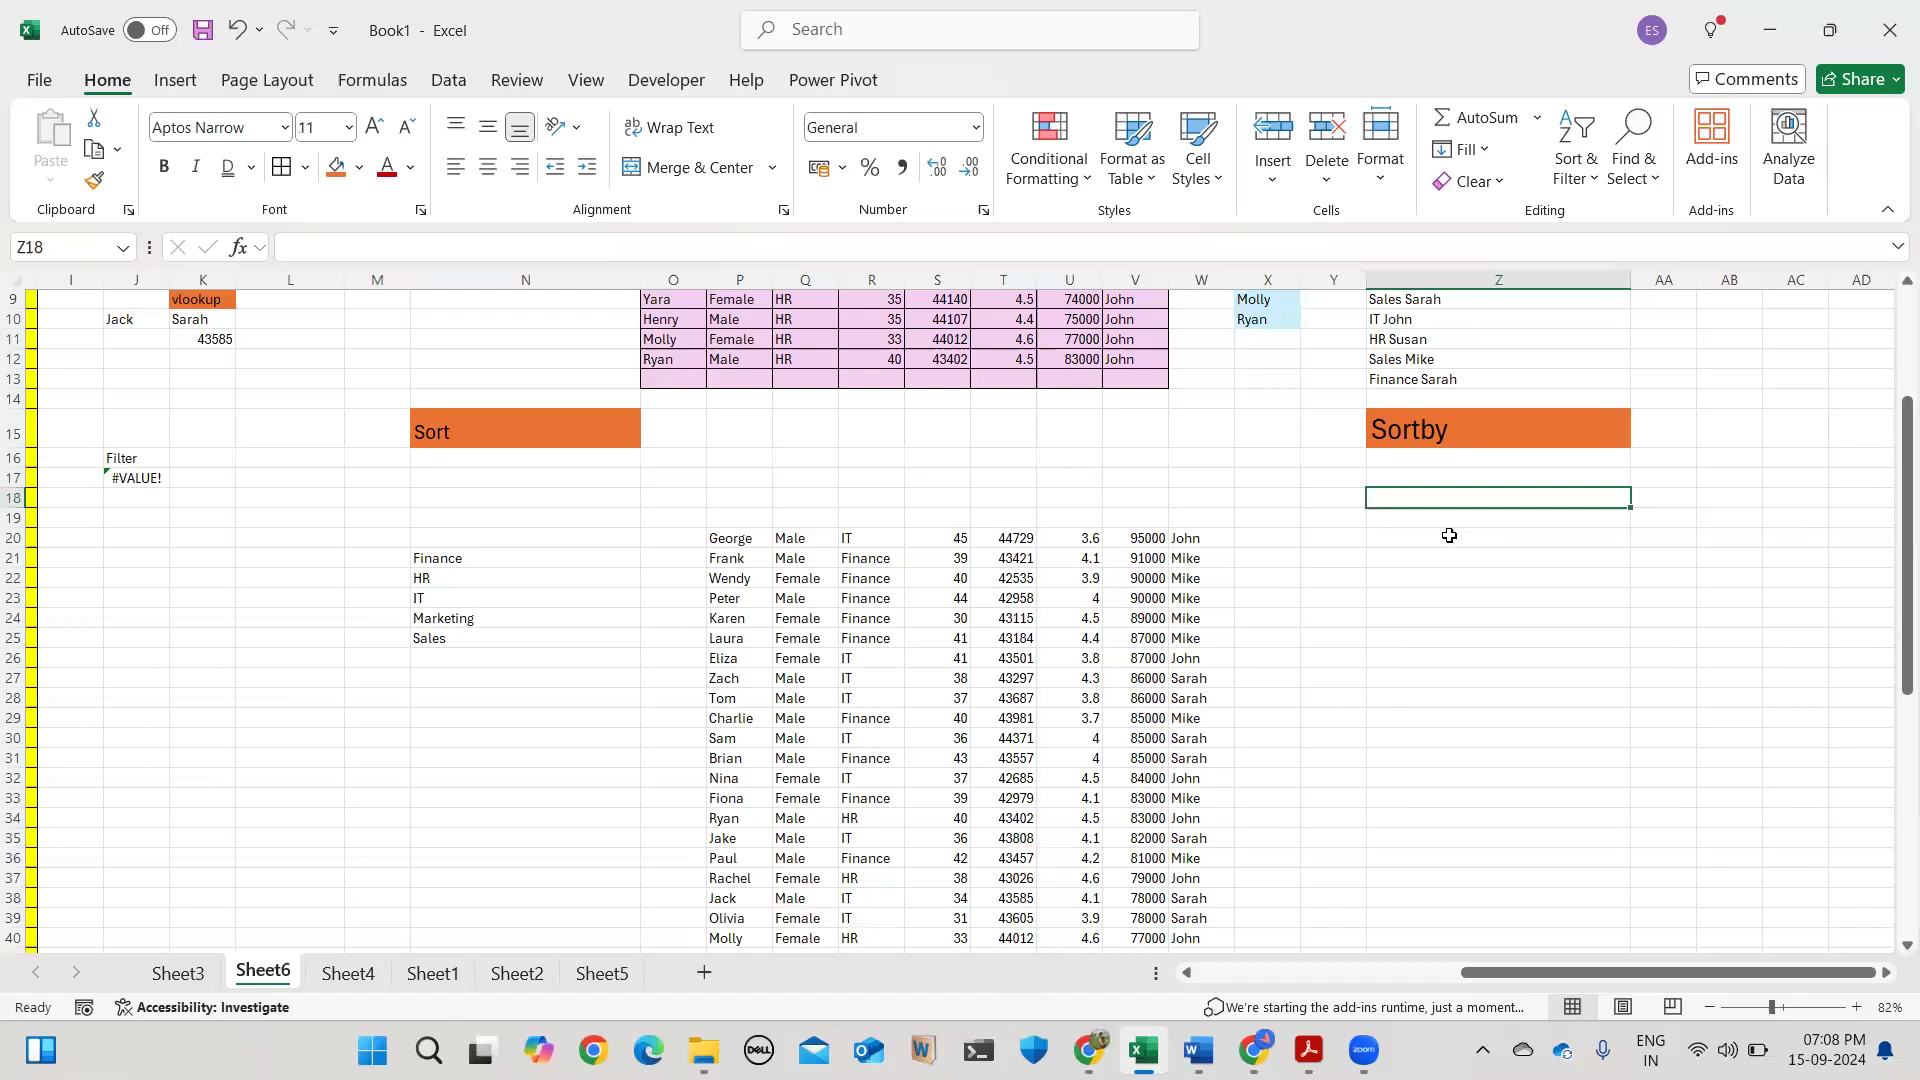 AutoSave Off Book1 - Excel Search ES
File Home Insert Page Layout Formulas Data Review View Developer Help Power Pivot Comments Share
Paste Aptos Narrow 11 Wrap Text General Conditional Formatting Format as Table Cell Styles Insert Delete Format AutoSum Sort & Filter Find & Select Add-ins Analyze Data
B I D Merge & Center Fill
Clear
Clipboard Font Alignment Number Styles Cells Editing Add-ins
Z18 fx
I J K L M N O P Q R S T U V W X Y Z AA AB AC AD
9 vlookup Yara Female HR 35 44140 4.5 74000 John Molly Sales Sarah
10 Jack Sarah Henry Male HR 35 44107 4.4 75000 John Ryan IT John
11 43585 Molly Female HR 33 44012 4.6 77000 John HR Susan
12 Ryan Male HR 40 43402 4.5 83000 John Sales Mike
13 Finance Sarah
14
15 Sort Sortby
16 Filter
17 #VALUE!
18
19
20 George Male IT 45 44729 3.6 95000 John
21 Finance Frank Male Finance 39 43421 4.1 91000 Mike
22 HR Wendy Female Finance 40 42535 3.9 90000 Mike
23 IT Peter Male Finance 44 42958 4 90000 Mike
24 Marketing Karen Female Finance 30 43115 4.5 89000 Mike
25 Sales Laura Female Finance 41 43184 4.4 87000 Mike
26 Eliza Female IT 41 43501 3.8 87000 John
27 Zach Male IT 38 43297 4.3 86000 Sarah
28 Tom Male IT 37 43687 3.8 86000 Sarah
29 Charlie Male Finance 40 43981 3.7 85000 Mike
30 Sam Male IT 36 44371 4 85000 Sarah
31 Brian Male Finance 43 43557 4 85000 Sarah
32 Nina Female IT 37 42685 4.5 84000 John
33 Fiona Female Finance 39 42979 4.1 83000 Mike
34 Ryan Male HR 40 43402 4.5 83000 John
35 Jake Male IT 36 43808 4.1 82000 Sarah
36 Paul Male Finance 42 43457 4.2 81000 Mike
37 Rachel Female HR 38 43026 4.6 79000 John
38 Jack Male IT 34 43585 4.1 78000 Sarah
39 Olivia Female IT 31 43605 3.9 78000 Sarah
40 Molly Female HR 33 44012 4.6 77000 John
Sheet3 Sheet6 Sheet4 Sheet1 Sheet2 Sheet5
Ready Accessibility: Investigate We're starting the add-ins runtime, just a moment... 82%
DELL W zoom ENG IN 07:08 PM
15-09-2024